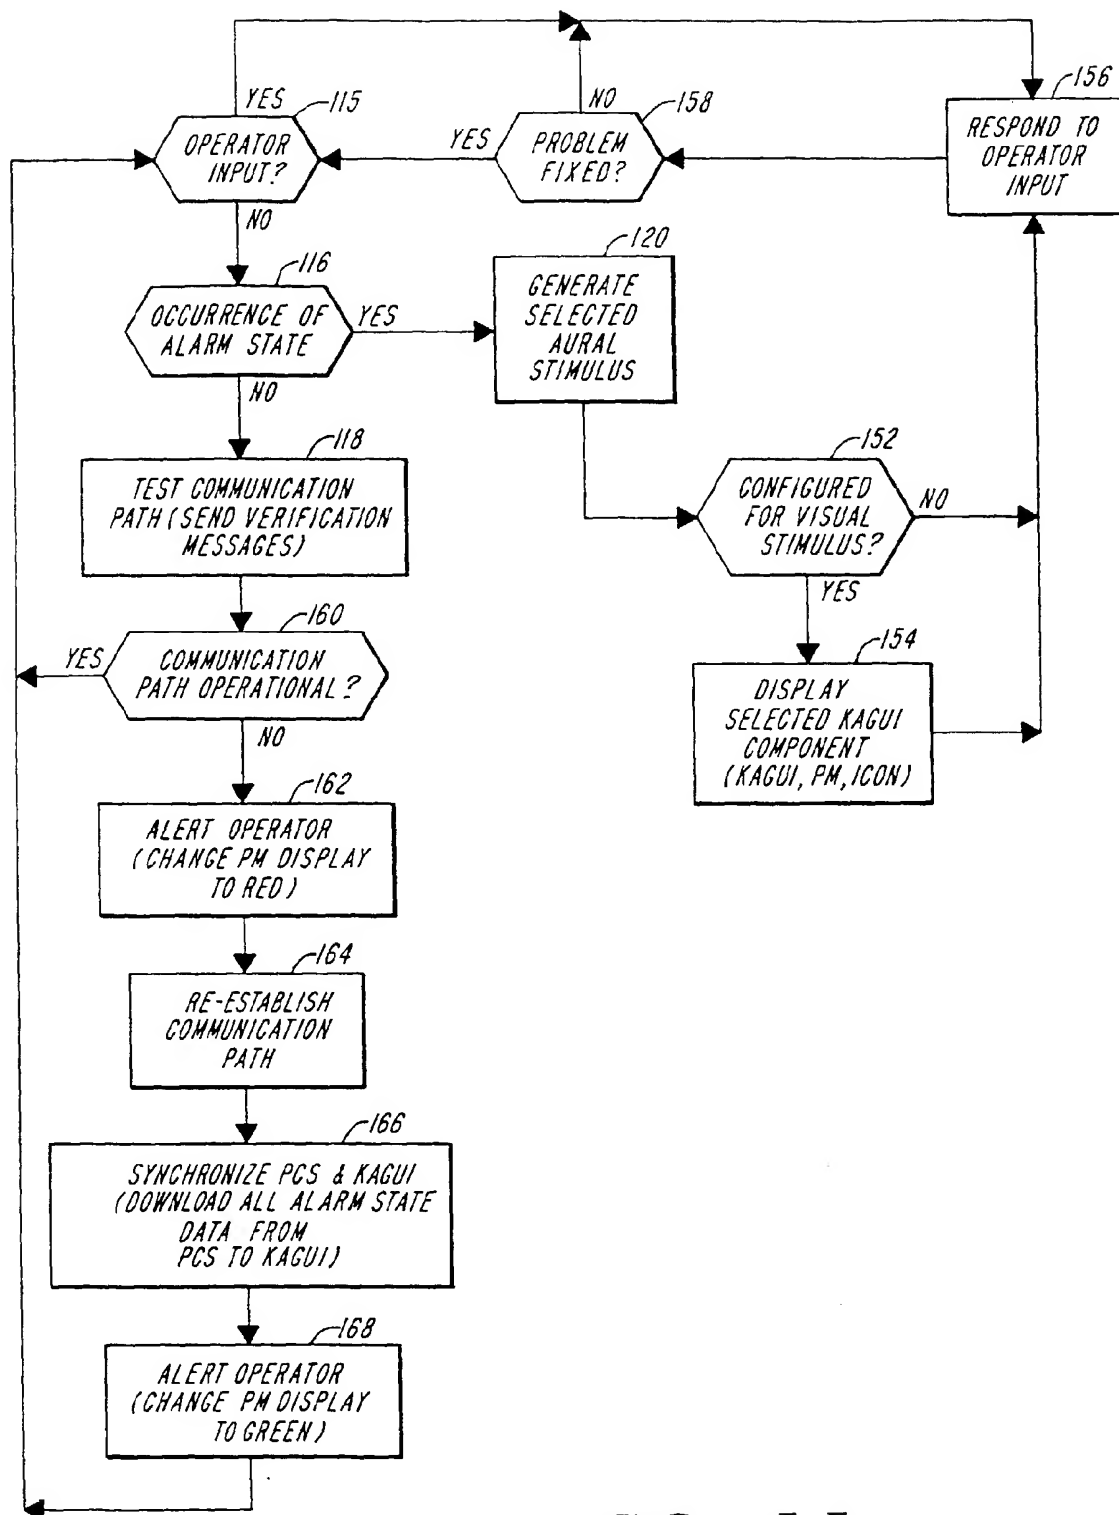 YES
115
OPERATOR
INPUT?
NO
YES
NO
158
PROBLEM
FIXED?
156
RESPOND TO
OPERATOR
INPUT
116
OCCURRENCE OF
ALARM STATE
YES
NO
120
GENERATE
SELECTED
AURAL
STIMULUS
118
TEST COMMUNICATION
PATH (SEND VERIFICATION
MESSAGES)
152
CONFIGURED
FOR VISUAL
STIMULUS?
NO
YES
160
COMMUNICATION
PATH OPERATIONAL?
YES
NO
154
DISPLAY
SELECTED KAGUI
COMPONENT
(KAGUI, PM, ICON)
162
ALERT OPERATOR
(CHANGE PM DISPLAY
TO RED)
164
RE-ESTABLISH
COMMUNICATION
PATH
166
SYNCHRONIZE PCS & KAGUI
(DOWNLOAD ALL ALARM STATE
DATA FROM
PCS TO KAGUI)
168
ALERT OPERATOR
(CHANGE PM DISPLAY
TO GREEN)